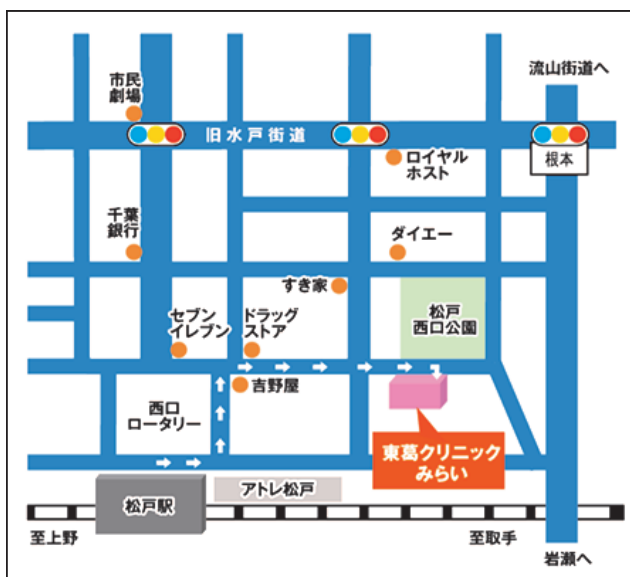 流山街道へ
市民
劇場
旧水戸街道
根本
ロイヤル
ホスト
千葉
銀行
ダイエー
すき家
セブン
イレブン
ドラッグ
ストア
松戸
西口公園
吉野屋
西口
ロータリー
東葛クリニック
みらい
アトレ松戸
松戸駅
至上野
至取手
岩瀬へ